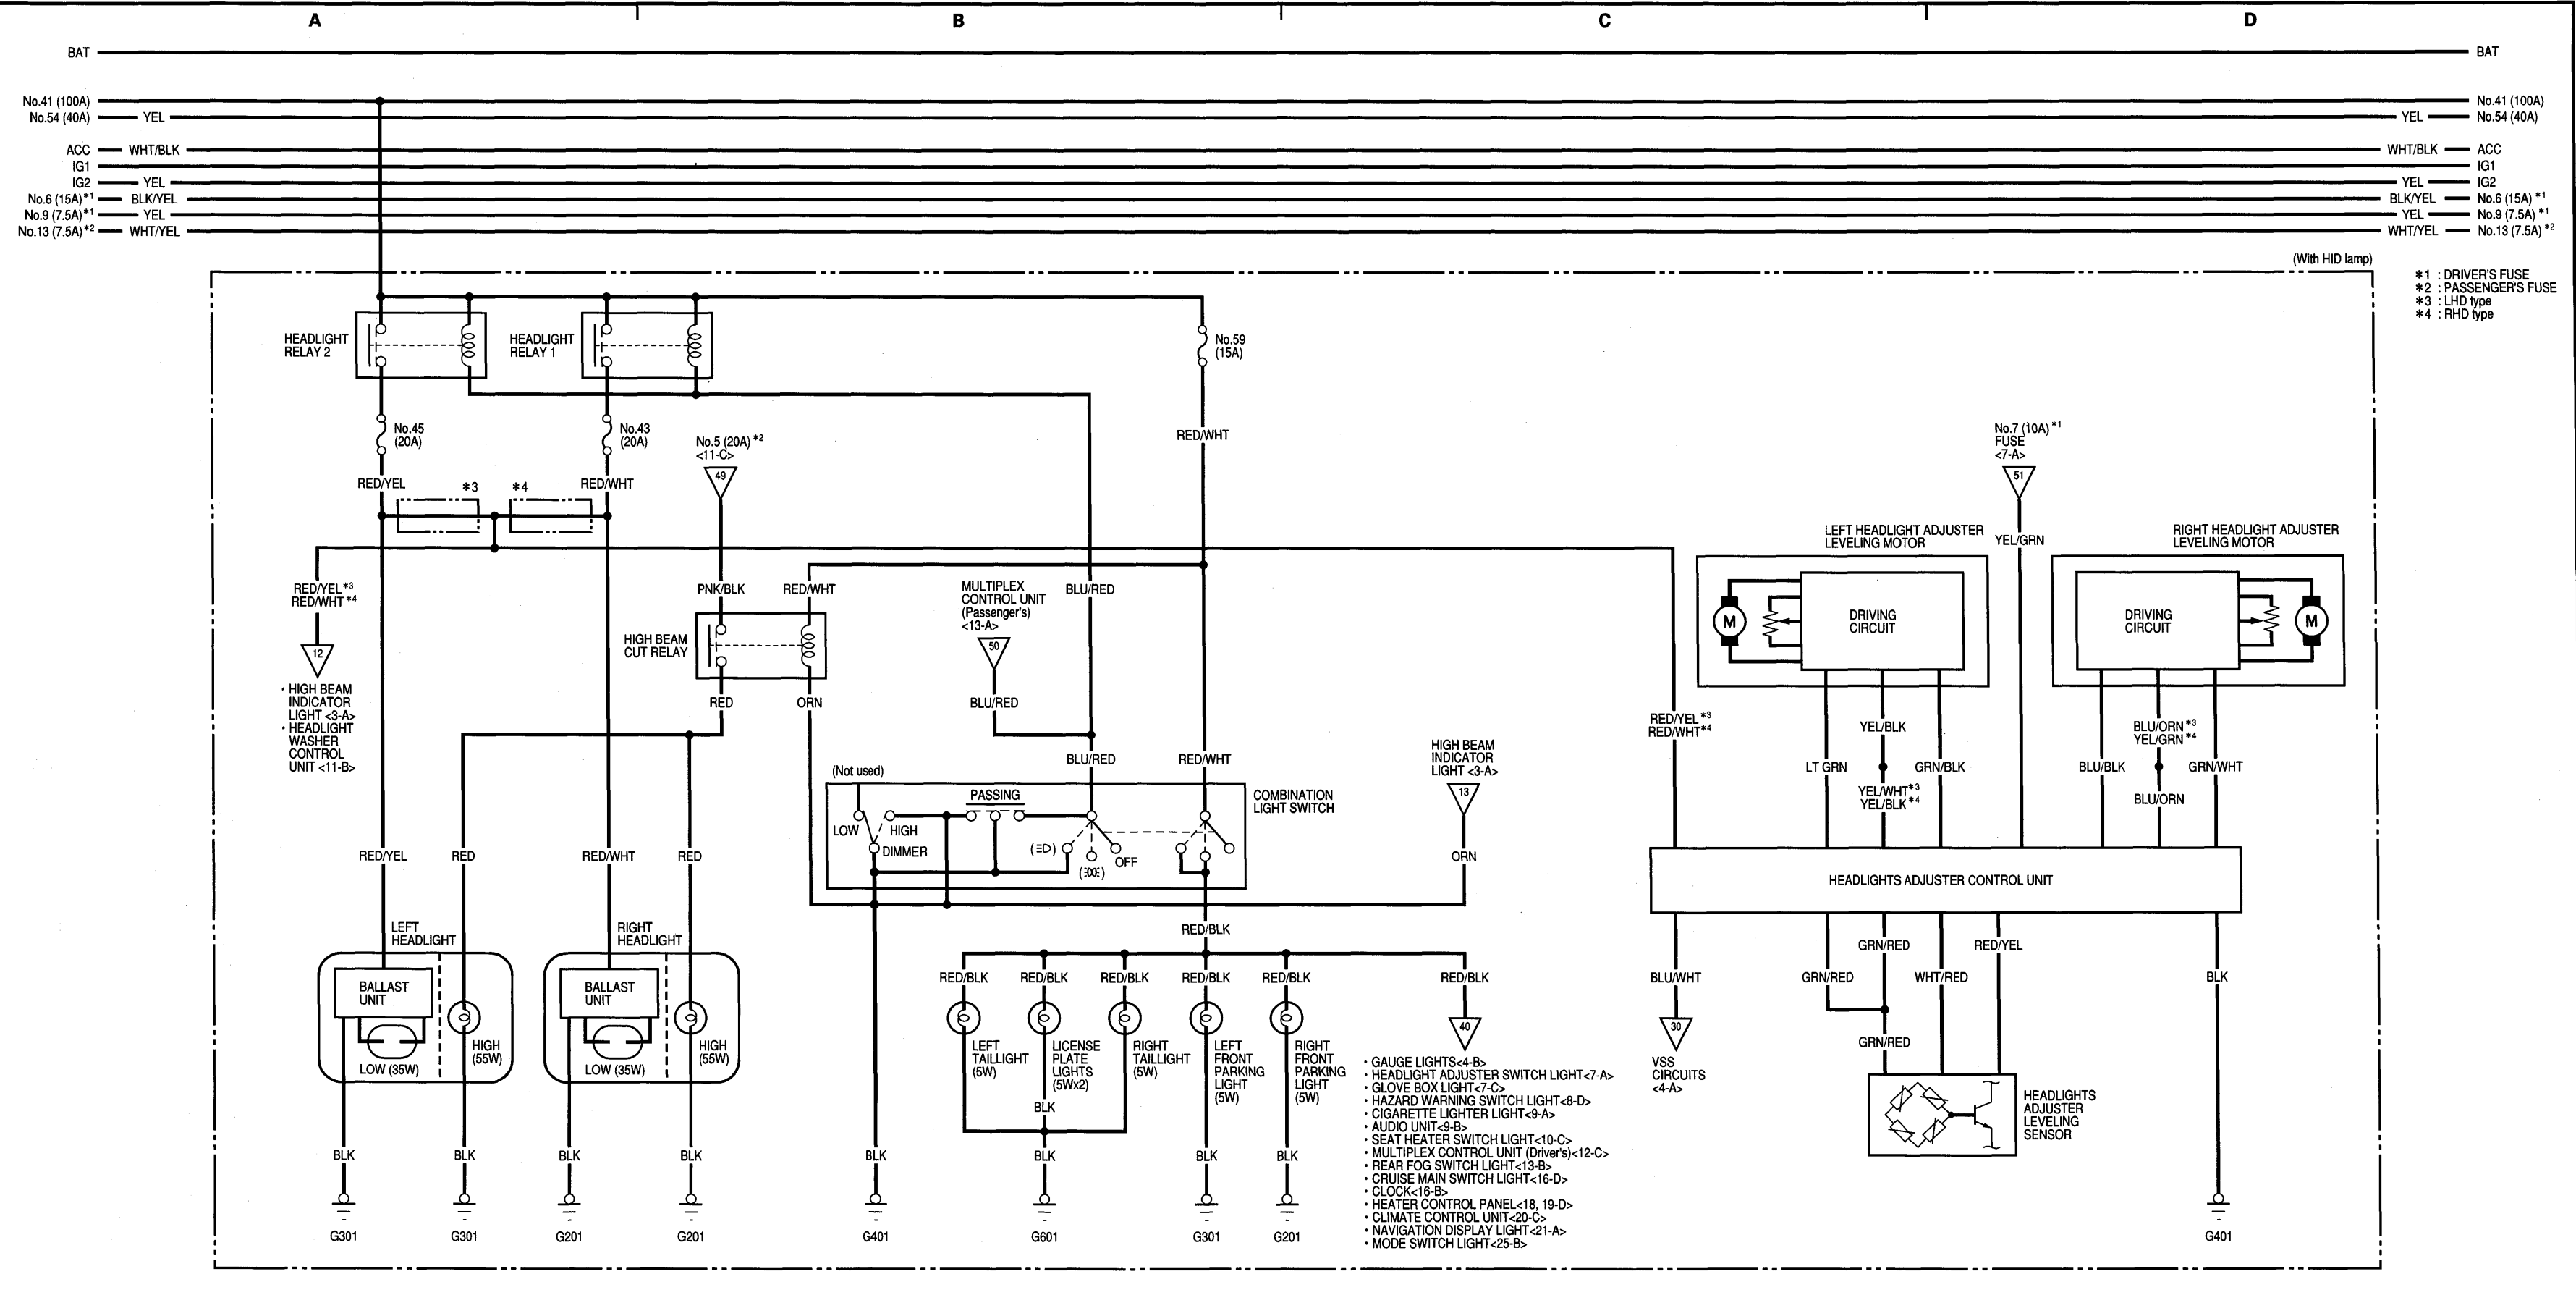 A
B
C
D
BAT
BAT
No.41 (100A)
No.41 (100A)
No.54 (40A)
YEL
YEL
No.54 (40A)
ACC
WHT/BLK
WHT/BLK
ACC
IG1
IG1
IG2
YEL
YEL
IG2
No.6 (15A)*1
BLK/YEL
BLK/YEL
No.6 (15A) *1
No.9 (7.5A)*1
YEL
YEL
No.9 (7.5A) *1
No.13 (7.5A)*2
WHT/YEL
WHT/YEL
No.13 (7.5A) *2
(With HID lamp)
*1 : DRIVER'S FUSE
*2 : PASSENGER'S FUSE
*3 : LHD type
*4 : RHD type
HEADLIGHT
RELAY 2
HEADLIGHT
RELAY 1
No.59
(15A)
No.45
(20A)
No.43
(20A)
No.5 (20A) *2
<11-C>
49
RED/WHT
No.7 (10A) *1
FUSE
<7-A>
51
RED/YEL
*3
*4
RED/WHT
LEFT HEADLIGHT ADJUSTER
LEVELING MOTOR
YEL/GRN
RIGHT HEADLIGHT ADJUSTER
LEVELING MOTOR
RED/YEL*3
RED/WHT *4
12
· HIGH BEAM
INDICATOR
LIGHT <3-A>
· HEADLIGHT
WASHER
CONTROL
UNIT <11-B>
PNK/BLK
RED/WHT
MULTIPLEX
CONTROL UNIT
(Passenger's)
<13-A>
50
BLU/RED
HIGH BEAM
CUT RELAY
M
DRIVING
CIRCUIT
DRIVING
CIRCUIT
M
RED
ORN
BLU/RED
RED/YEL *3
RED/WHT*4
YEL/BLK
BLU/ORN *3
YEL/GRN *4
BLU/RED
RED/WHT
HIGH BEAM
INDICATOR
LIGHT <3-A>
13
LT GRN
GRN/BLK
BLU/BLK
GRN/WHT
YEL/WHT*3
YEL/BLK *4
BLU/ORN
(Not used)
PASSING
COMBINATION
LIGHT SWITCH
LOW
HIGH
DIMMER
OFF
RED/YEL
RED
RED/WHT
RED
ORN
HEADLIGHTS ADJUSTER CONTROL UNIT
LEFT
HEADLIGHT
RIGHT
HEADLIGHT
RED/BLK
GRN/RED
RED/YEL
RED/BLK
RED/BLK
RED/BLK
RED/BLK
RED/BLK
RED/BLK
BLU/WHT
GRN/RED
WHT/RED
BLK
BALLAST
UNIT
BALLAST
UNIT
HIGH
(55W)
HIGH
(55W)
LOW (35W)
LOW (35W)
LEFT
TAILLIGHT
(5W)
LICENSE
PLATE
LIGHTS
(5Wx2)
RIGHT
TAILLIGHT
(5W)
LEFT
FRONT
PARKING
LIGHT
(5W)
RIGHT
FRONT
PARKING
LIGHT
(5W)
40
30
GRN/RED
· GAUGE LIGHTS<4-B>
· HEADLIGHT ADJUSTER SWITCH LIGHT<7-A>
· GLOVE BOX LIGHT<7-C>
· HAZARD WARNING SWITCH LIGHT<8-D>
· CIGARETTE LIGHTER LIGHT<9-A>
· AUDIO UNIT<9-B>
· SEAT HEATER SWITCH LIGHT<10-C>
· MULTIPLEX CONTROL UNIT (Driver's)<12-C>
· REAR FOG SWITCH LIGHT<13-B>
· CRUISE MAIN SWITCH LIGHT<16-D>
· CLOCK<16-B>
· HEATER CONTROL PANEL<18, 19-D>
· CLIMATE CONTROL UNIT<20-C>
· NAVIGATION DISPLAY LIGHT<21-A>
· MODE SWITCH LIGHT<25-B>
VSS
CIRCUITS
<4-A>
HEADLIGHTS
ADJUSTER
LEVELING
SENSOR
BLK
BLK
BLK
BLK
BLK
BLK
BLK
BLK
BLK
G301
G301
G201
G201
G401
G601
G301
G201
G401